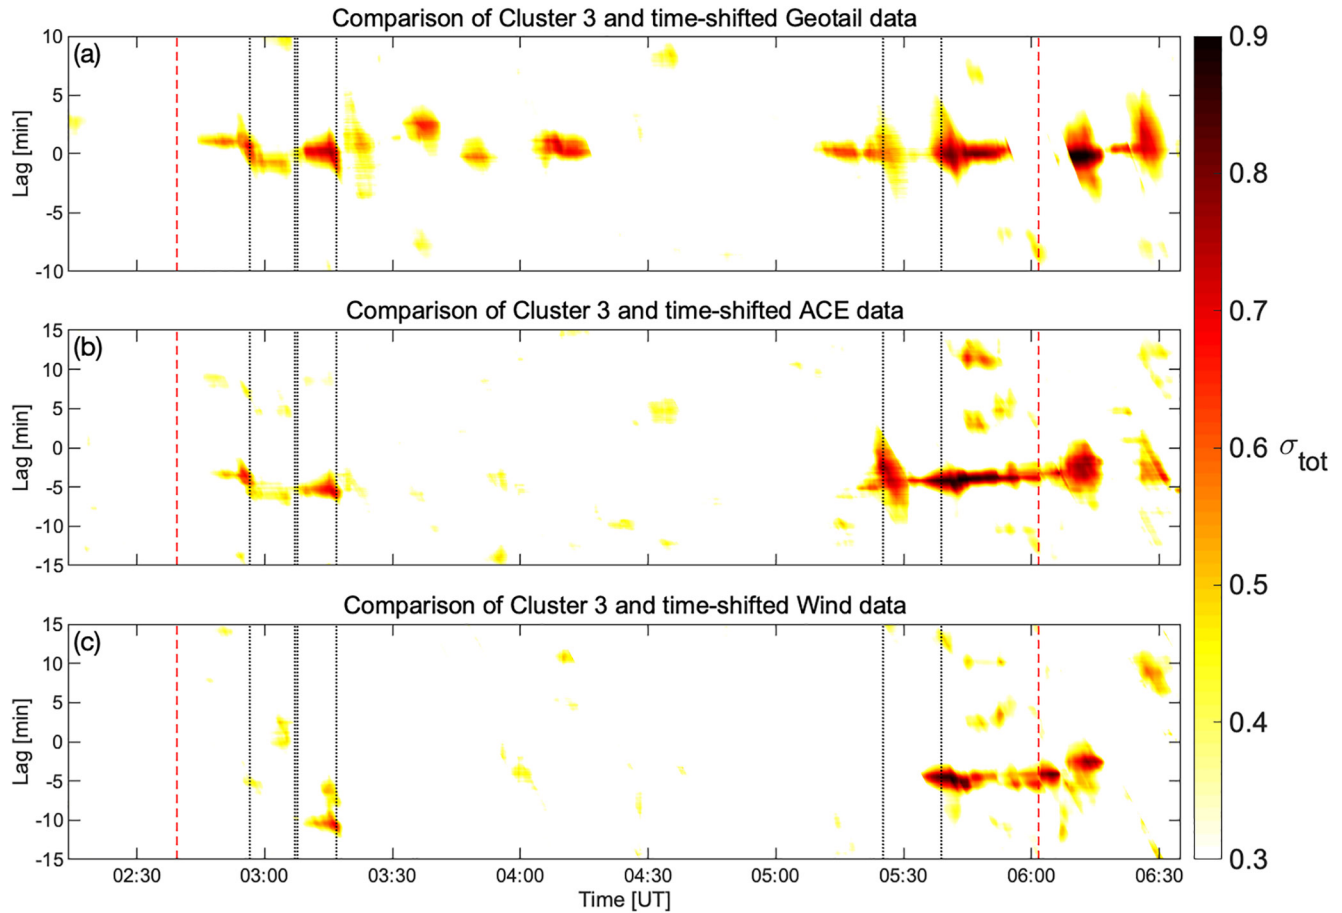 Comparison of Cluster 3 and time-shifted Geotail data
(a)
Lag [min]
10
5
0
-5
-10
Comparison of Cluster 3 and time-shifted ACE data
(b)
Lag [min]
15
10
5
0
-5
-10
-15
Comparison of Cluster 3 and time-shifted Wind data
(c)
Lag [min]
15
10
5
0
-5
-10
-15
02:30 03:00 03:30 04:00 04:30 05:00 05:30 06:00 06:30
Time [UT]
0.9
0.8
0.7
0.6
0.5
0.4
0.3
σtot